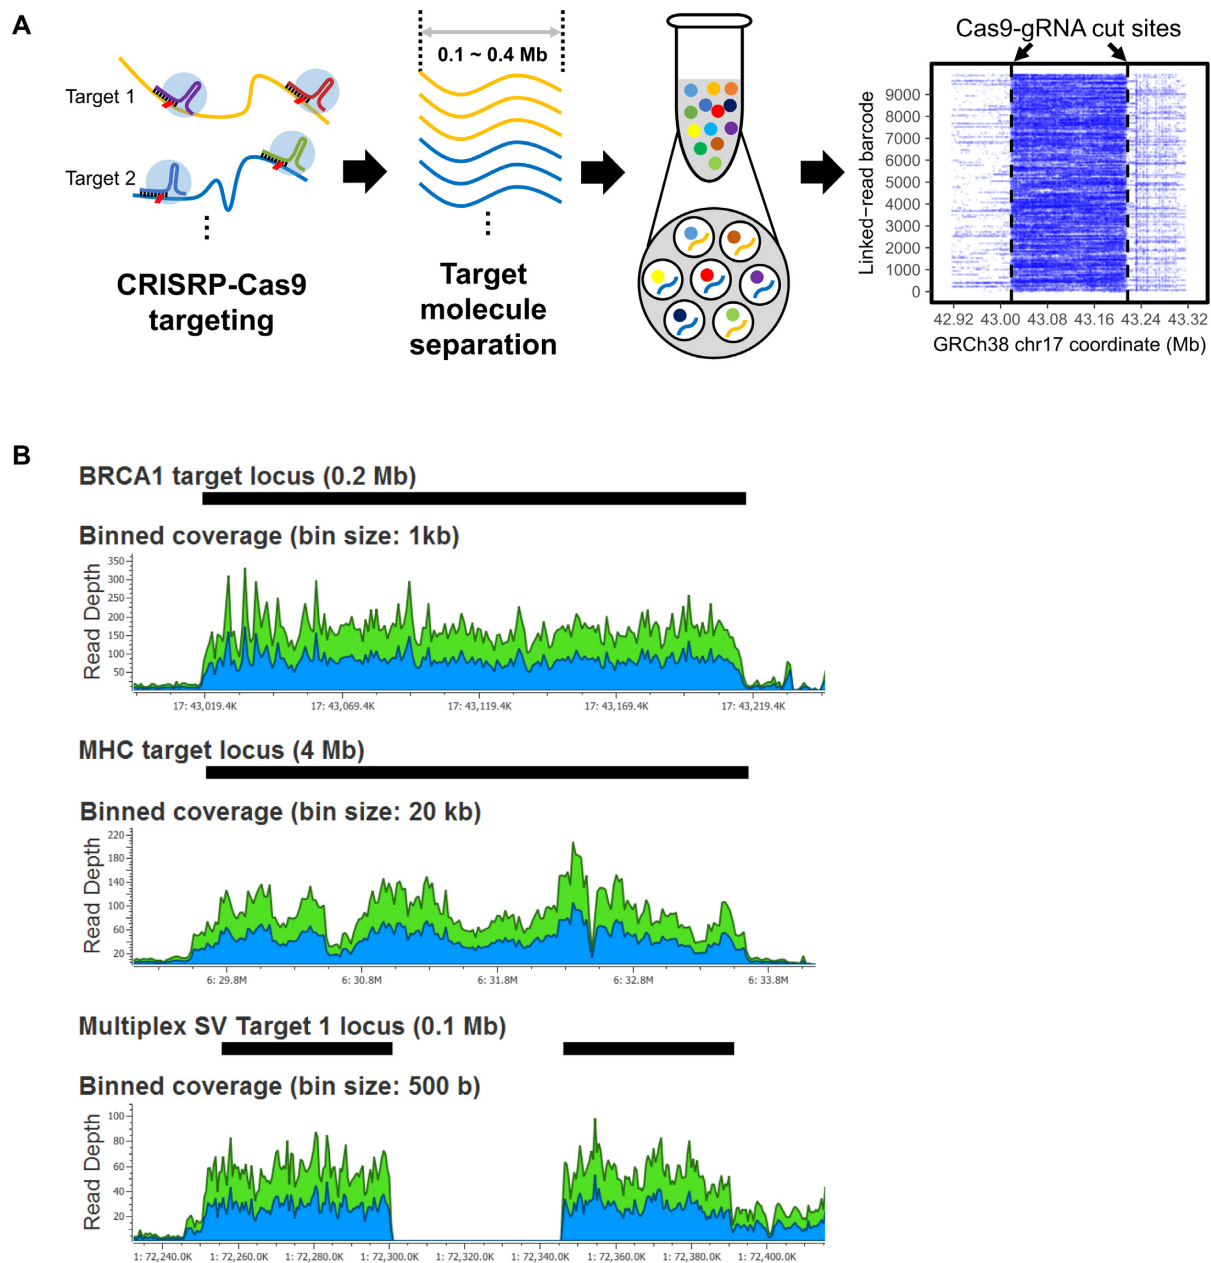 A
Target 1
Target 2
CRISRP-Cas9
targeting
0.1 ~ 0.4 Mb
Target
molecule
separation
Cas9-gRNA cut sites
Linked-read barcode
9000
8000
7000
6000
5000
4000
3000
2000
1000
0
42.92 43.00 43.08 43.16 43.24 43.32
GRCh38 chr17 coordinate (Mb)
B
BRCA1 target locus (0.2 Mb)
Binned coverage (bin size: 1kb)
Read Depth
350
300
250
200
150
100
50
17: 43,019.4K 17: 43,069.4K 17: 43,119.4K 17: 43,169.4K 17: 43,219.4K
MHC target locus (4 Mb)
Binned coverage (bin size: 20 kb)
Read Depth
220
180
140
100
60
20
6: 29.8M 6: 30.8M 6: 31.8M 6: 32.8M 6: 33.8M
Multiplex SV Target 1 locus (0.1 Mb)
Binned coverage (bin size: 500 b)
Read Depth
100
80
60
40
20
1: 72,240.0K 1: 72,260.0K 1: 72,280.0K 1: 72,300.0K 1: 72,320.0K 1: 72,340.0K 1: 72,360.0K 1: 72,380.0K 1: 72,400.0K